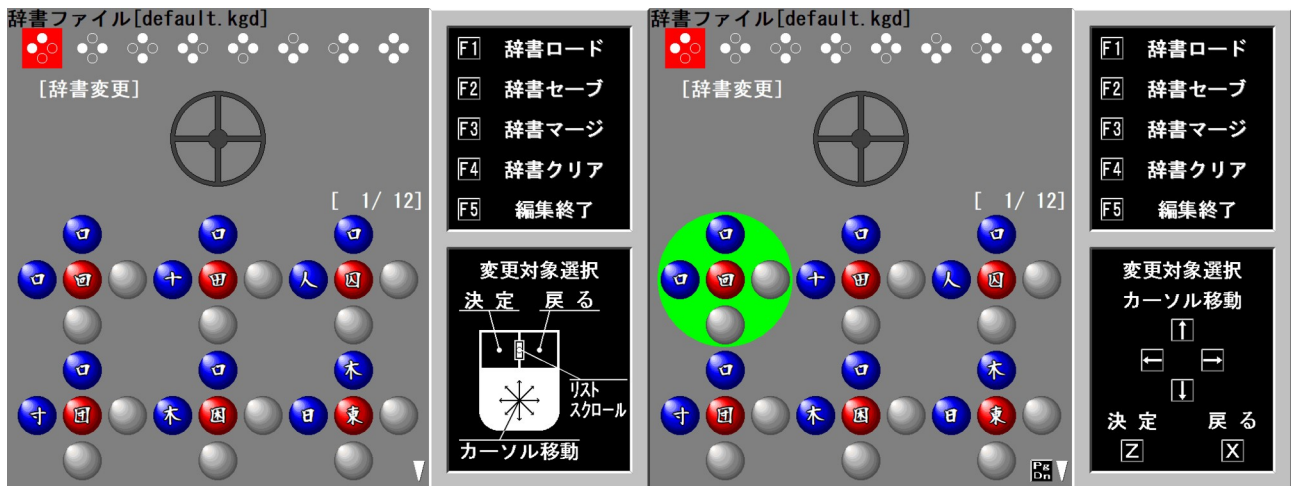 辞書ファイル[default.kgd]
[辞書変更]
[ 1/ 12]
口 口 口
口 回 十 田 人 囚
口 口 木
寸 団 木 困 日 東
F1 辞書ロード
F2 辞書セーブ
F3 辞書マージ
F4 辞書クリア
F5 編集終了
変更対象選択
決 定 戻 る
リスト
スクロール
カーソル移動
辞書ファイル[default.kgd]
[辞書変更]
[ 1/ 12]
口 口 口
口 回 十 田 人 囚
口 口 木
寸 団 木 困 日 東
Pg
Dn
F1 辞書ロード
F2 辞書セーブ
F3 辞書マージ
F4 辞書クリア
F5 編集終了
変更対象選択
カーソル移動
↑
← →
↓
決 定 戻 る
Z X